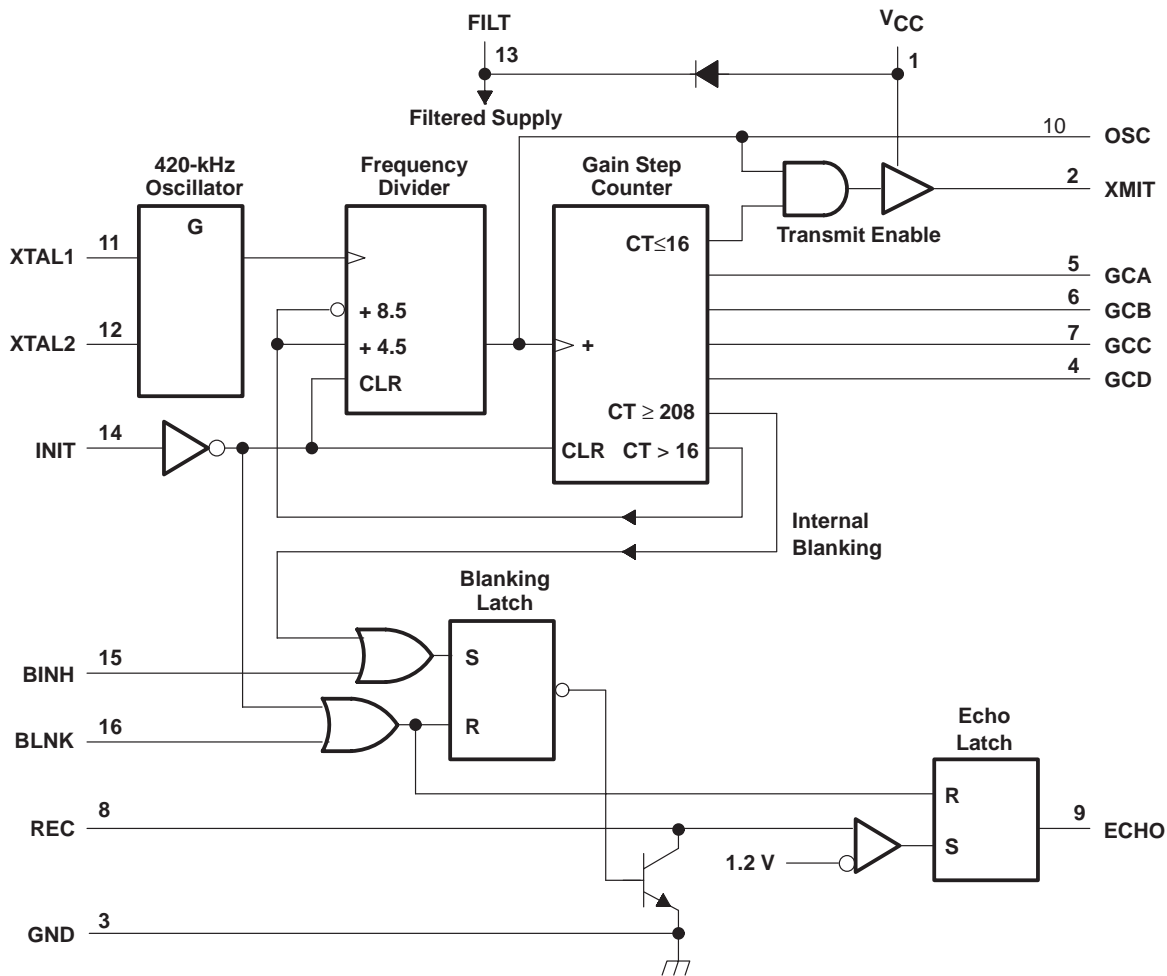 FILT
13
VCC
1
Filtered Supply
10
OSC
420-kHz
Oscillator
Frequency
Divider
Gain Step
Counter
2
XMIT
Transmit Enable
G
CT≤16
XTAL1
11
5
GCA
+ 8.5
6
GCB
XTAL2
12
+ 4.5
+
7
GCC
CLR
4
GCD
CT ≥ 208
INIT
14
CLR
CT > 16
Internal
Blanking
Blanking
Latch
S
BINH
15
R
BLNK
16
Echo
Latch
R
REC
8
9
ECHO
S
1.2 V
GND
3